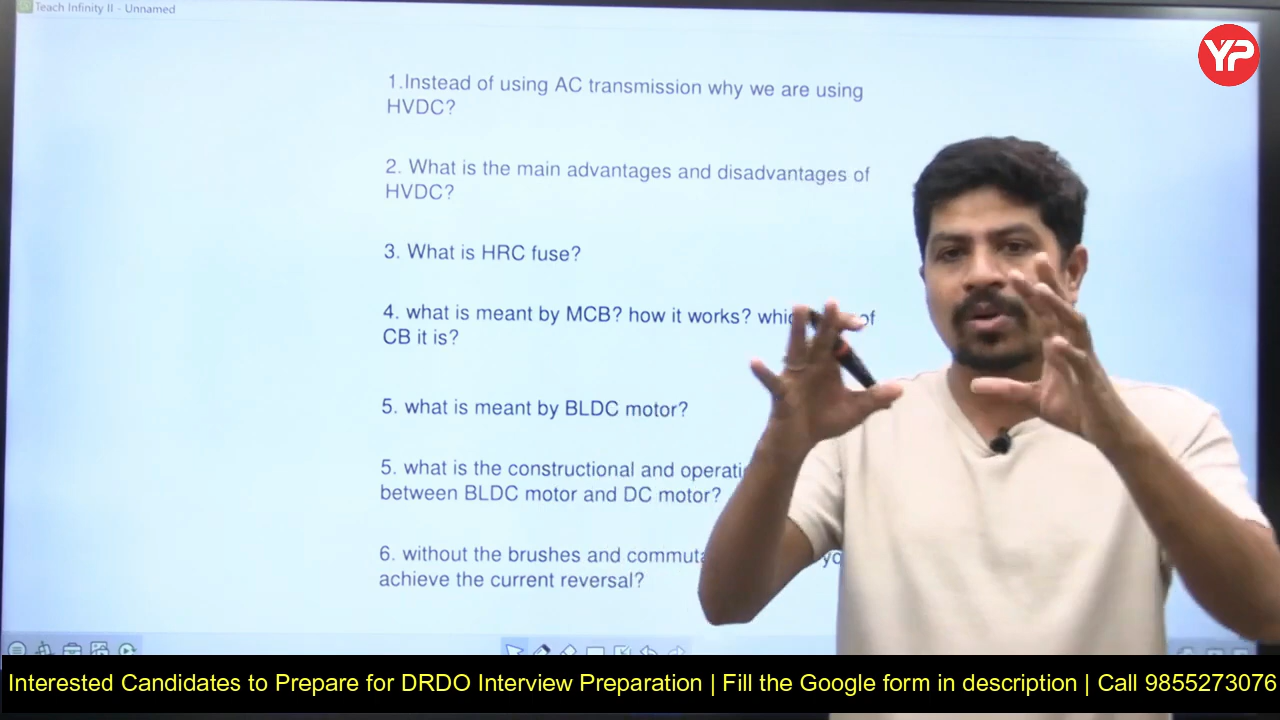 Teach Infinity II - Unnamed
YP
1.Instead of using AC transmission why we are using
HVDC?
2. What is the main advantages and disadvantages of
HVDC?
3. What is HRC fuse?
4. what is meant by MCB? how it works? of
CB it is?
5. what is meant by BLDC motor?
5. what is the constructional and
between BLDC motor and DC motor?
6. without the brushes and
achieve the current reversal?
Interested Candidates to Prepare for DRDO Interview Preparation | Fill the Google form in description | Call 9855273076